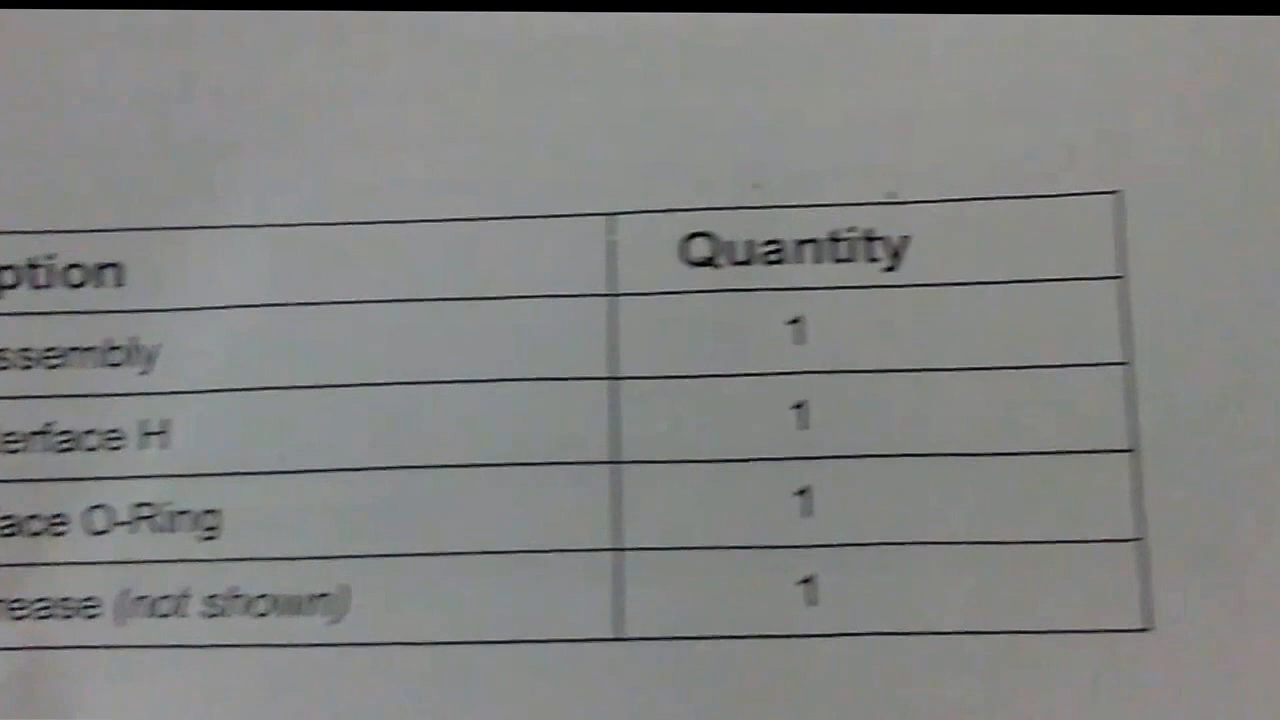 ption Quantity
ssembly 1
erface H 1
ace O-Ring 1
rease (not shown) 1